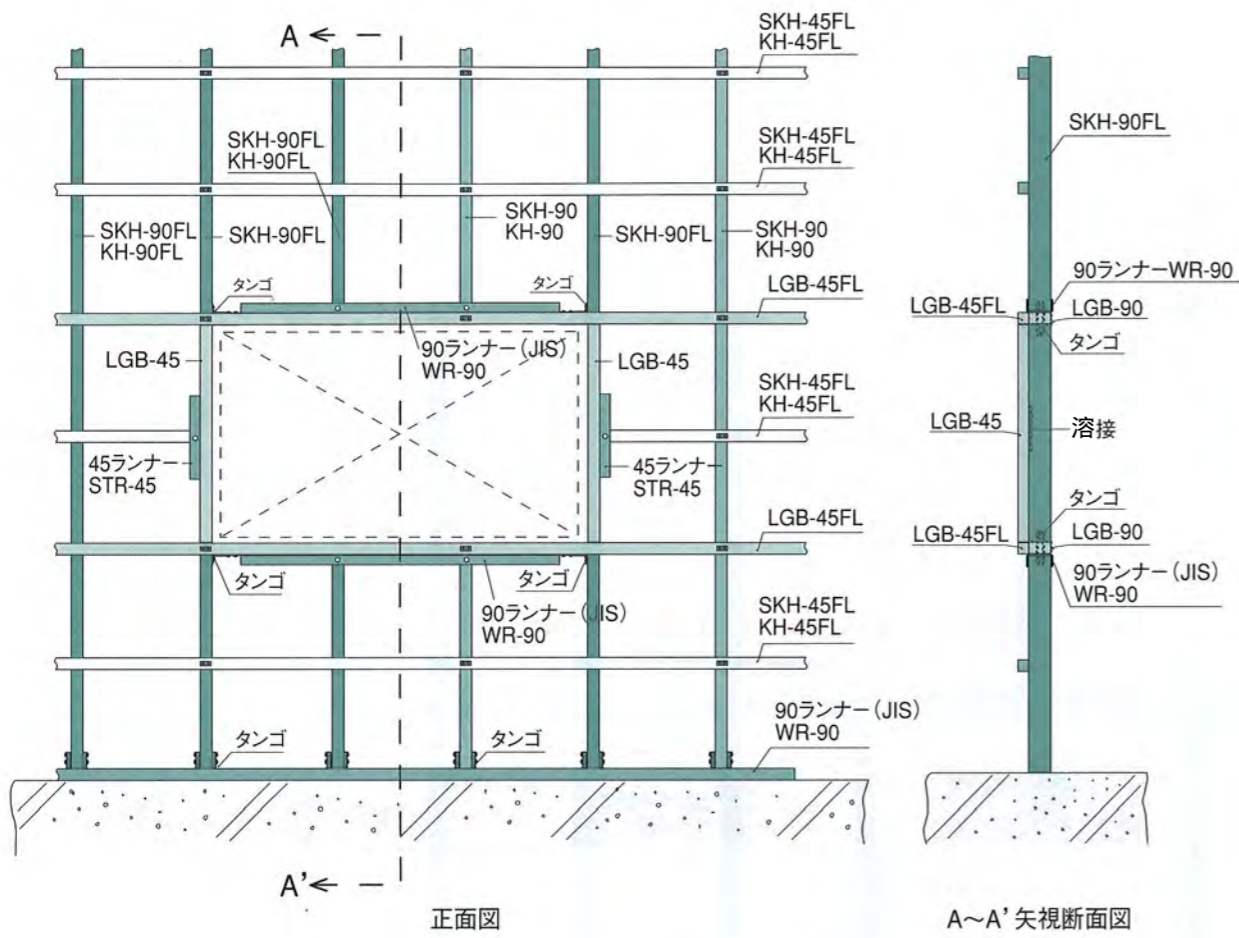 A
SKH-45FL
KH-45FL
SKH-90FL
SKH-90FL
KH-90FL
SKH-45FL
KH-45FL
SKH-90FL
KH-90FL
SKH-90FL
SKH-90
KH-90
SKH-90FL
SKH-90
KH-90
タンゴ
タンゴ
LGB-45FL
90ランナーWR-90
LGB-45FL
LGB-90
タンゴ
LGB-45
90ランナー(JIS)
WR-90
LGB-45
SKH-45FL
KH-45FL
LGB-45
溶接
45ランナー
STR-45
45ランナー
STR-45
タンゴ
LGB-45FL
LGB-45FL
LGB-90
タンゴ
タンゴ
90ランナー(JIS)
WR-90
90ランナー(JIS)
WR-90
SKH-45FL
KH-45FL
タンゴ
タンゴ
90ランナー(JIS)
WR-90
A'
正面図
A〜A'矢視断面図